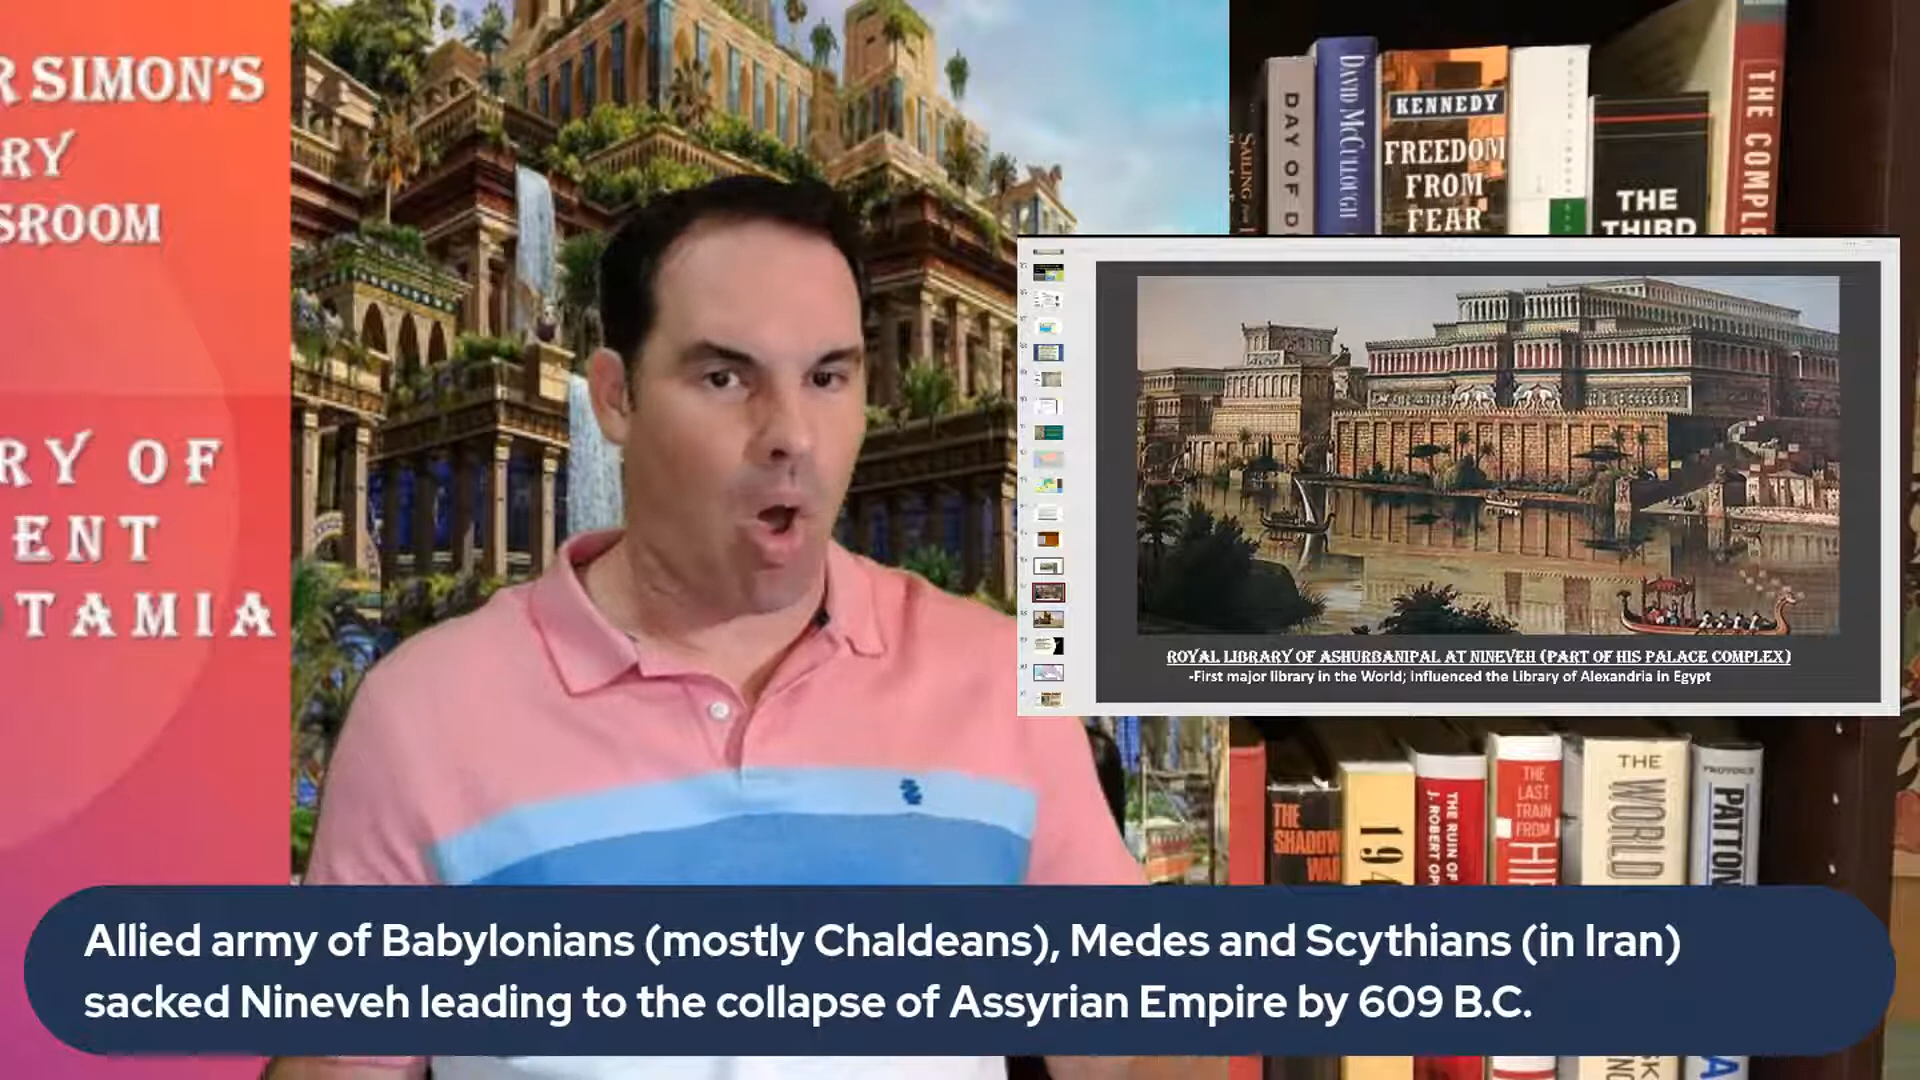 R SIMON'S
RY
SROOM
RY OF
ENT
TAMIA
SAILING
DAY OF D
DAVID MCCULLOUGH
KENNEDY
FREEDOM
FROM
FEAR
THE
THIRD
THE COMPLE
ROYAL LIBRARY OF ASHURBANIPAL AT NINEVEH (PART OF HIS PALACE COMPLEX)
-First major library in the World; influenced the Library of Alexandria in Egypt
THE
SHADOW
WAR
194
THE RUIN OF
J. ROBERT OP
THE
LAST
TRAIN
FROM
HI
THE
WORLD
PATTON
Allied army of Babylonians (mostly Chaldeans), Medes and Scythians (in Iran)
sacked Nineveh leading to the collapse of Assyrian Empire by 609 B.C.